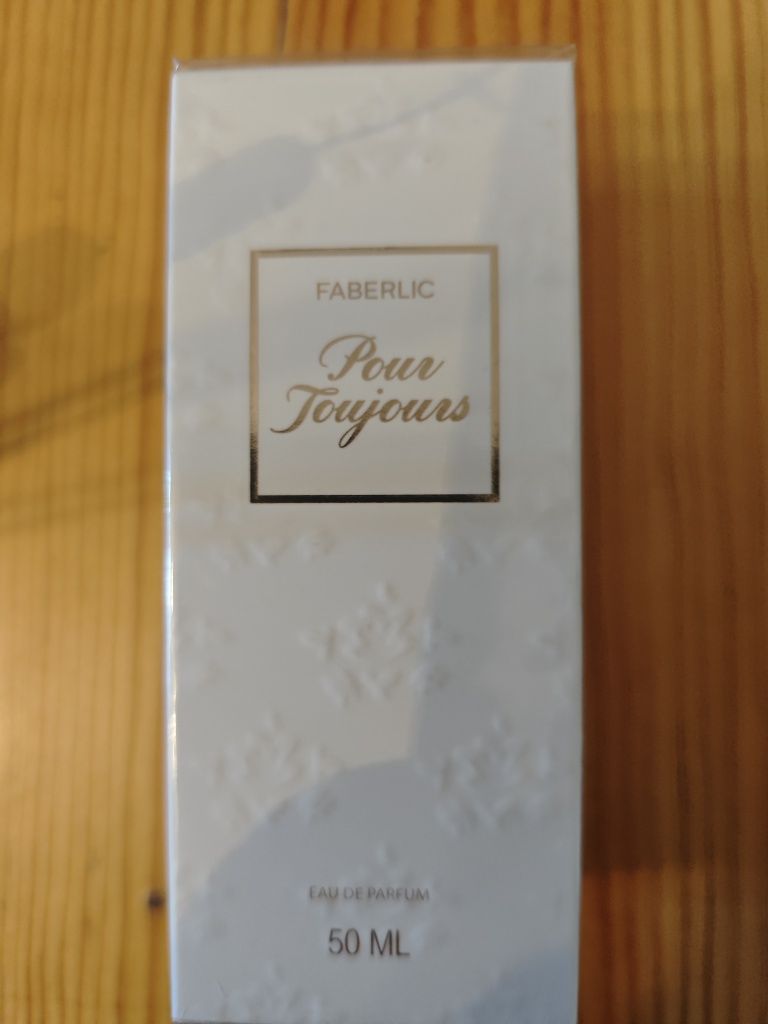 FABERLIC
Pour
Toujours
EAU DE PARFUM
50 ML